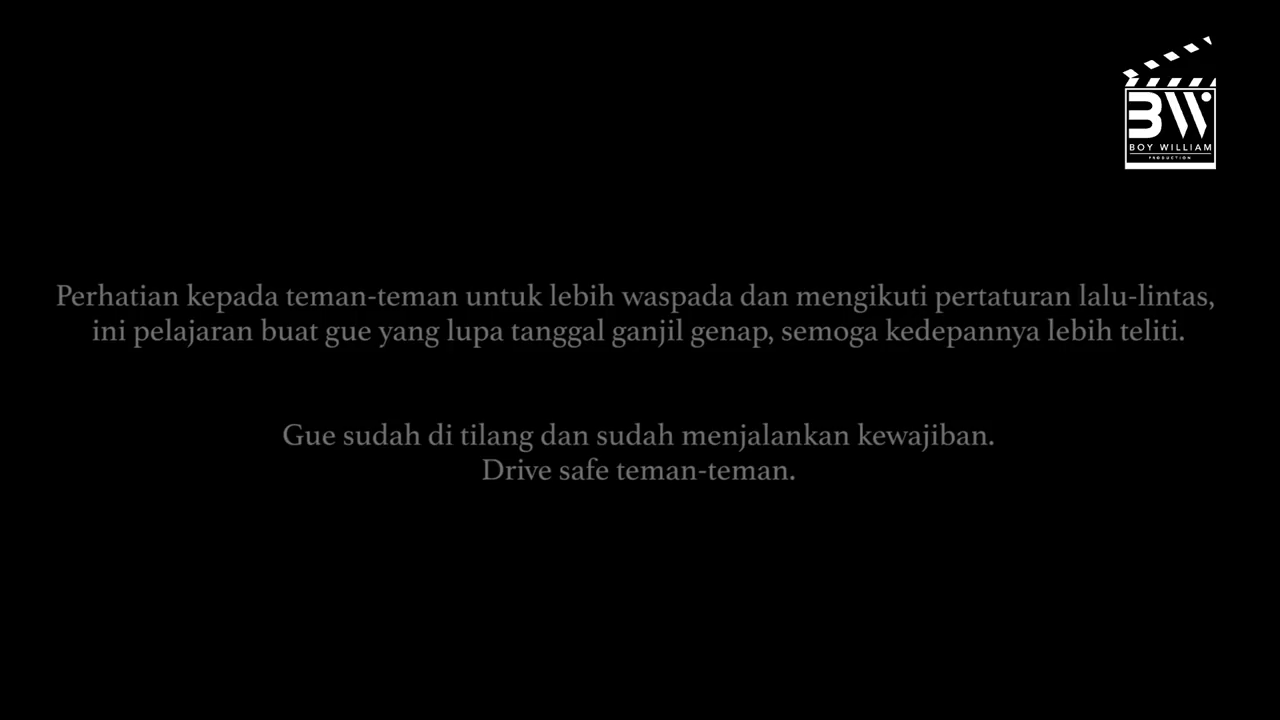 BW
BOY WILLIAM
PRODUCTION
Perhatian kepada teman-teman untuk lebih waspada dan mengikuti pertaturan lalu-lintas,
ini pelajaran buat gue yang lupa tanggal ganjil genap, semoga kedepannya lebih teliti.
Gue sudah di tilang dan sudah menjalankan kewajiban.
Drive safe teman-teman.